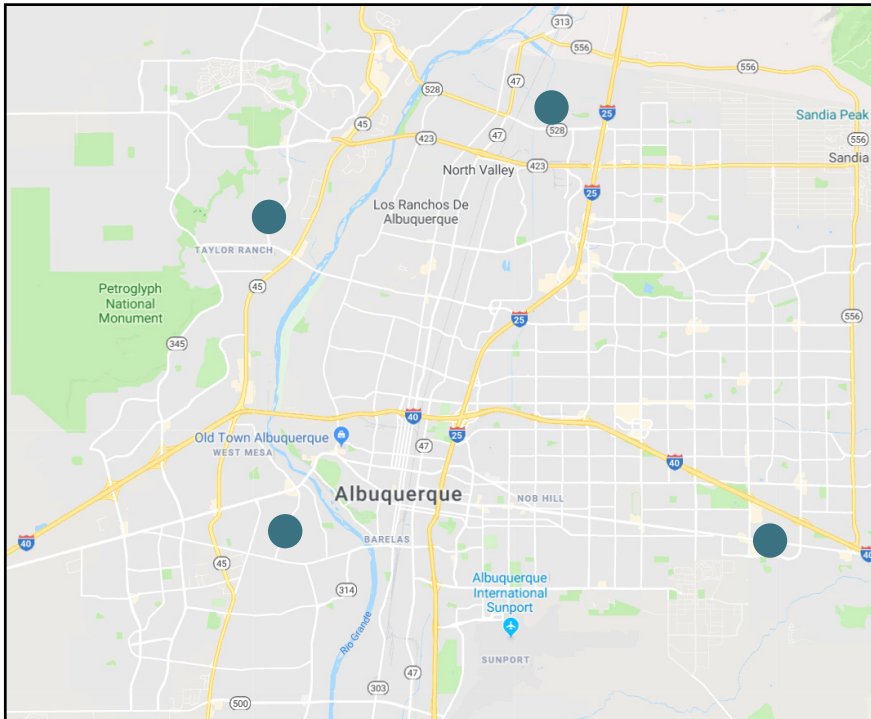 313
556
47
556
528
25
Sandia Peak
45
47
528
556
423
423
Sandia
North Valley
25
Los Ranchos De
Albuquerque
TAYLOR RANCH
45
Petroglyph
National
Monument
25
556
345
40
25
47
Old Town Albuquerque
WEST MESA
40
Albuquerque
NOB HILL
40
BARELAS
40
45
Albuquerque
International
Sunport
314
Rio Grande
SUNPORT
47
303
500